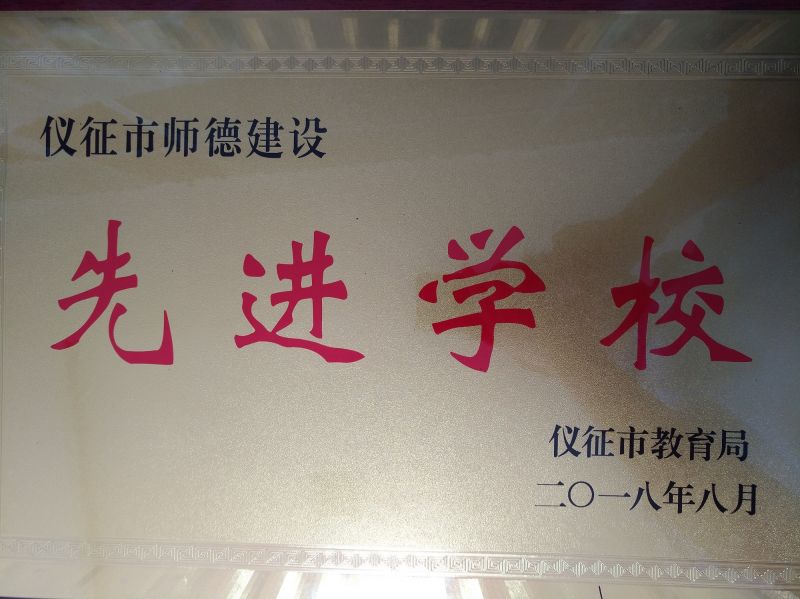 仪征市师德建设
先进学校
仪征市教育局
二〇一八年八月